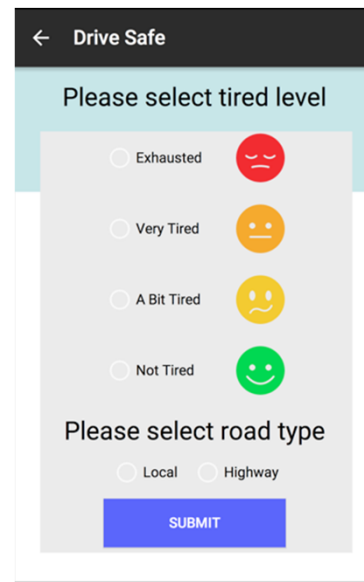 Drive Safe
Please select tired level
Exhausted
Very Tired
A Bit Tired
Not Tired
Please select road type
Local Highway
SUBMIT